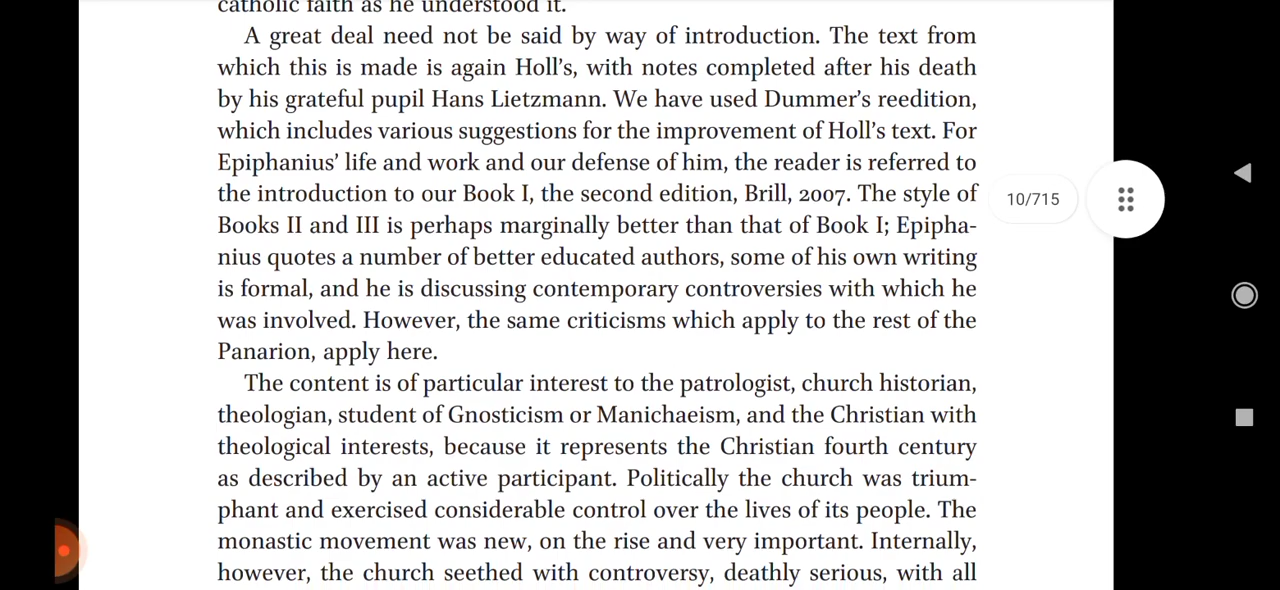 catholic faith as he understood it.
A great deal need not be said by way of introduction. The text from
which this is made is again Holl’s, with notes completed after his death
by his grateful pupil Hans Lietzmann. We have used Dummer’s reedition,
which includes various suggestions for the improvement of Holl’s text. For
Epiphanius’ life and work and our defense of him, the reader is referred to
the introduction to our Book I, the second edition, Brill, 2007. The style of
Books II and III is perhaps marginally better than that of Book I; Epipha-
nius quotes a number of better educated authors, some of his own writing
is formal, and he is discussing contemporary controversies with which he
was involved. However, the same criticisms which apply to the rest of the
Panarion, apply here.
The content is of particular interest to the patrologist, church historian,
theologian, student of Gnosticism or Manichaeism, and the Christian with
theological interests, because it represents the Christian fourth century
as described by an active participant. Politically the church was trium-
phant and exercised considerable control over the lives of its people. The
monastic movement was new, on the rise and very important. Internally,
however, the church seethed with controversy, deathly serious, with all
10/715